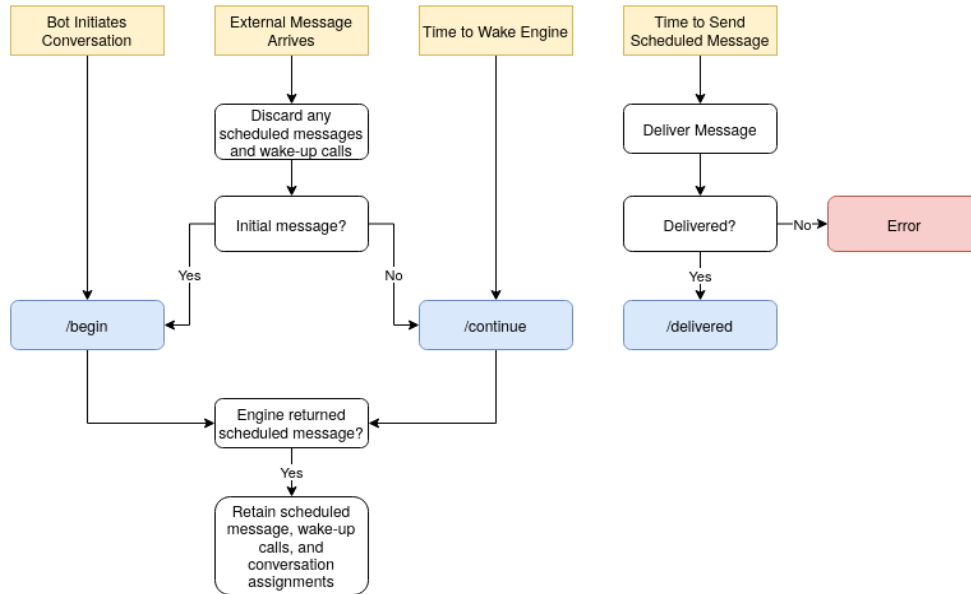 Bot Initiates
Conversation
External Message
Arrives
Time to Wake Engine
Time to Send
Scheduled Message
Discard any
scheduled messages
and wake-up calls
Deliver Message
Initial message?
Delivered?
No
Error
Yes
No
Yes
/begin
/continue
/delivered
Engine returned
scheduled message?
Yes
Retain scheduled
message, wake-up
calls, and
conversation
assignments